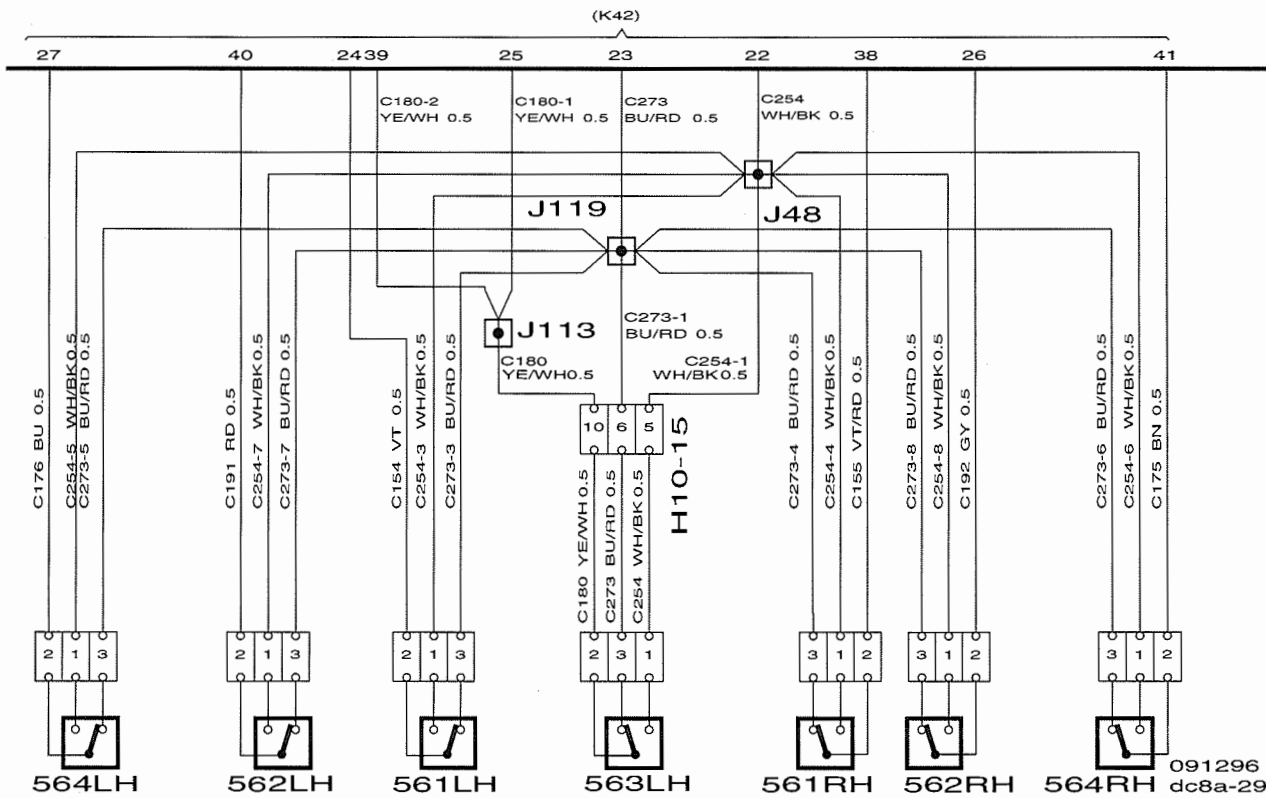 (K42)
27 40 24 39 25 23 22 38 26 41
C180-2 C180-1 C273 C254
YE/WH 0.5 YE/WH 0.5 BU/RD 0.5 WH/BK 0.5
J119 J48
J113
C273-1
BU/RD 0.5
C180
YE/WH0.5
C254-1
WH/BK0.5
10 6 5
H10-15
C176 BU 0.5
C254-5 WH/BK0.5
C273-5 BU/RD 0.5
C191 RD 0.5
C254-7 WH/BK0.5
C273-7 BU/RD 0.5
C154 VT 0.5
C254-3 WH/BK0.5
C273-3 BU/RD 0.5
C180 YE/WH0.5
C273 BU/RD 0.5
C254 WH/BK0.5
C273-4 BU/RD 0.5
C254-4 WH/BK0.5
C155 VT/RD 0.5
C273-8 BU/RD 0.5
C254-8 WH/BK0.5
C192 GY 0.5
C273-6 BU/RD 0.5
C254-6 WH/BK0.5
C175 BN 0.5
2 1 3 2 1 3 2 1 3 2 3 1 3 1 2 3 1 2 3 1 2
564LH 562LH 561LH 563LH 561RH 562RH 564RH
091296
dc8a-29